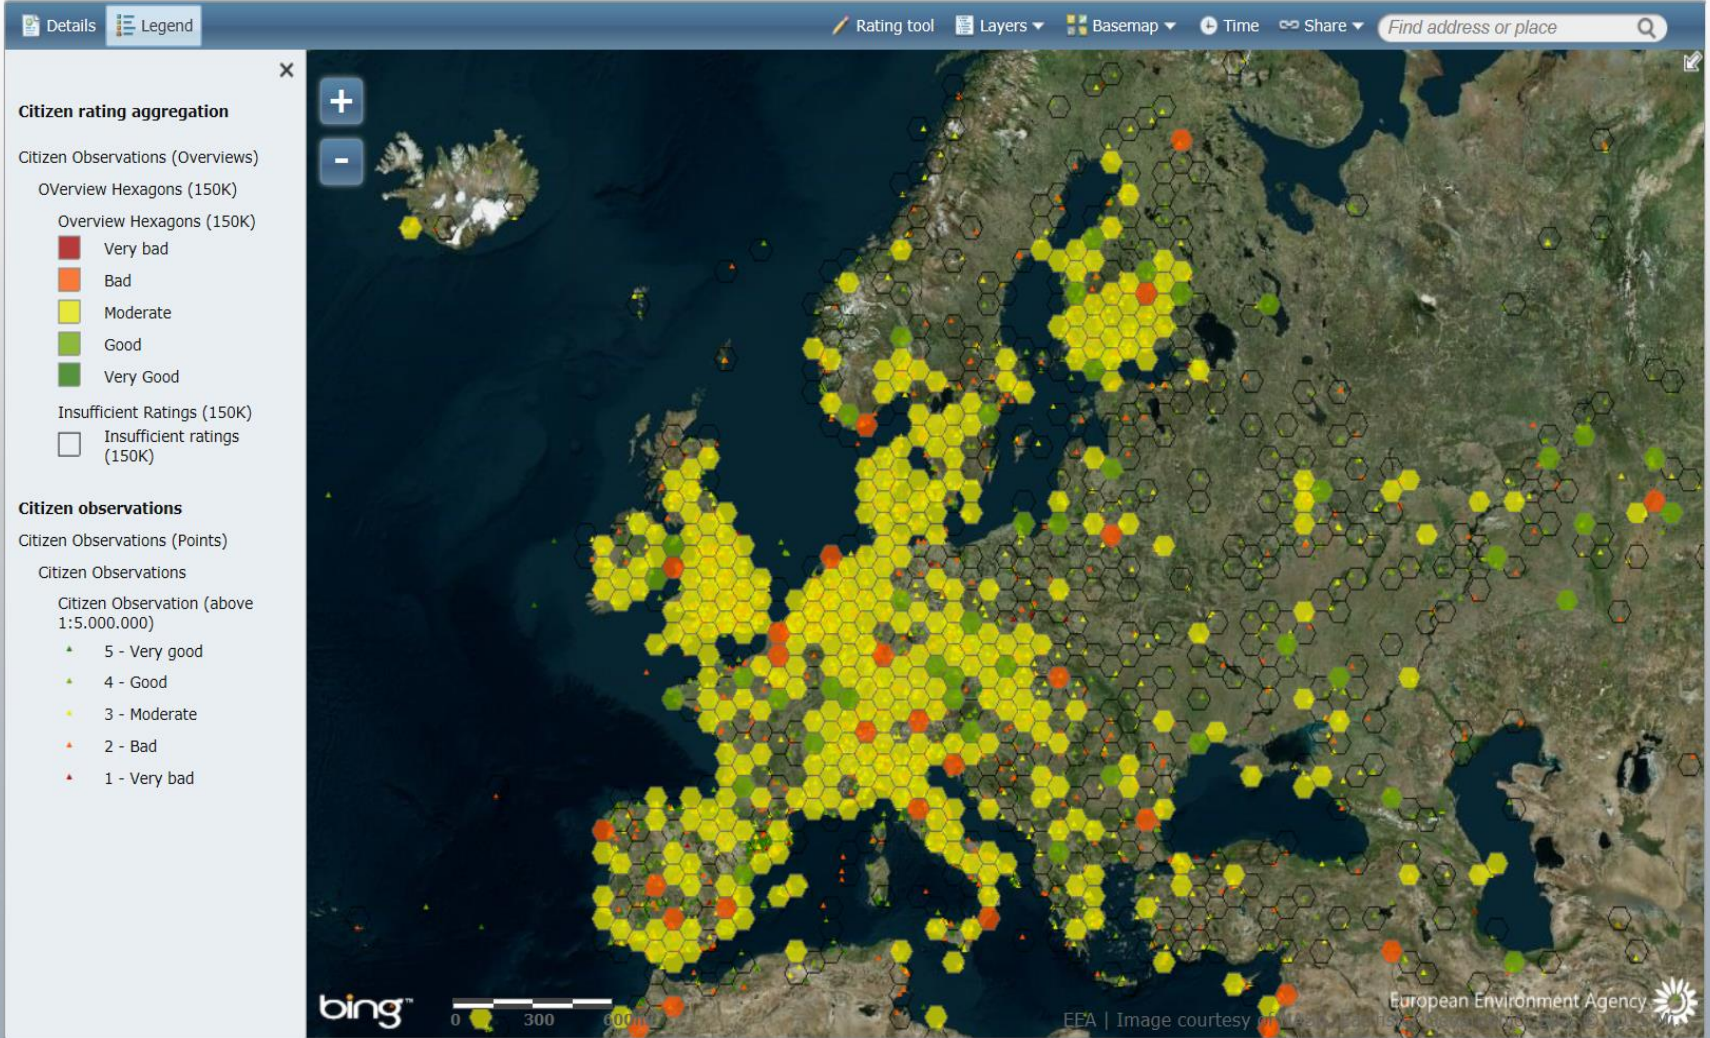 Details
Legend
Rating tool
Layers
Basemap
Time
Share
Find address or place
Citizen rating aggregation
Citizen Observations (Overviews)
OVerview Hexagons (150K)
Overview Hexagons (150K)
Very bad
Bad
Moderate
Good
Very Good
Insufficient Ratings (150K)
Insufficient ratings
(150K)
Citizen observations
Citizen Observations (Points)
Citizen Observations
Citizen Observation (above
1:5.000.000)
5 - Very good
4 - Good
3 - Moderate
2 - Bad
1 - Very bad
+
-
bing™
0 300
European Environment Agency
EEA | Image courtesy of